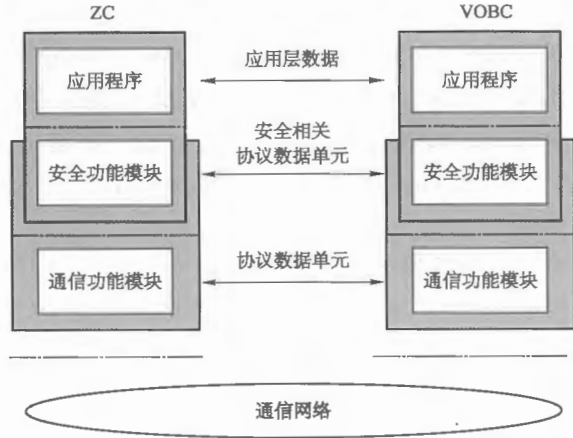 ZC
VOBC
应用程序
应用层数据
应用程序
安全相关
协议数据单元
安全功能模块
安全功能模块
通信功能模块
协议数据单元
通信功能模块
通信网络